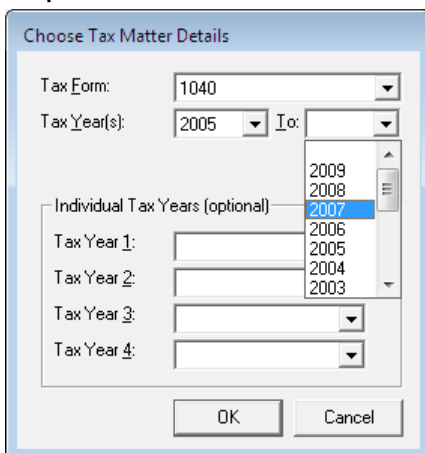 Choose Tax Matter Details
Tax Form: 1040
Tax Year(s): 2005 To:
2009
2008
2007
2006
2005
2004
2003
Individual Tax Years (optional)
Tax Year 1:
Tax Year 2:
Tax Year 3:
Tax Year 4:
OK Cancel